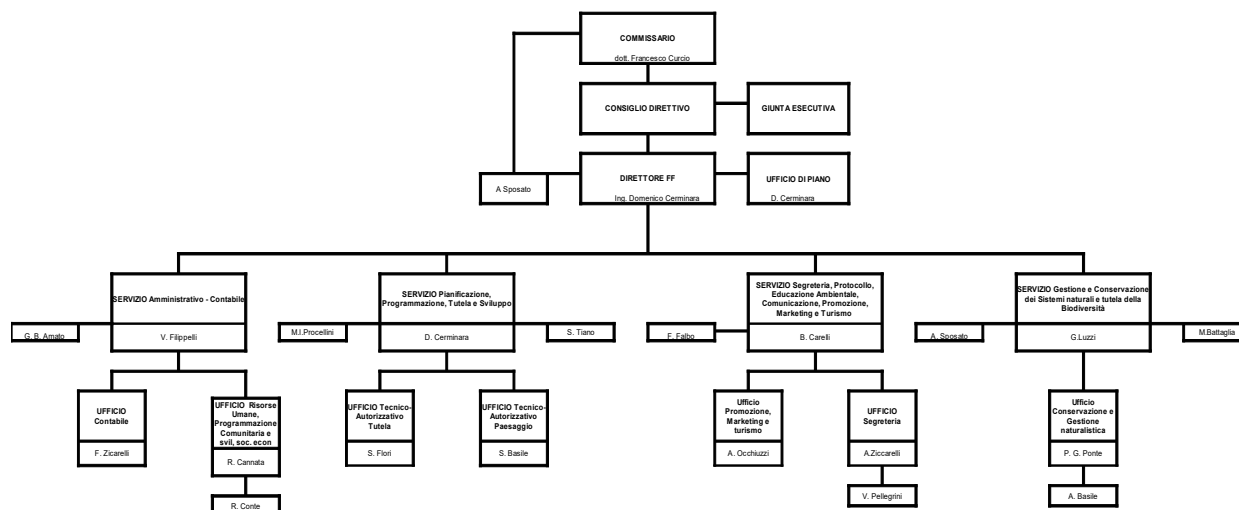 COMMISSARIO
dott. Francesco Curcio
CONSIGLIO DIRETTIVO
GIUNTA ESECUTIVA
A Sposato
DIRETTORE FF
Ing. Domenico Cerminara
UFFICIO DI PIANO
D. Cerminara
SERVIZIO Amministrativo - Contabile
G. B. Amato
V. Filippelli
SERVIZIO Pianificazione,
Programmazione, Tutela e Sviluppo
M.I.Procellini
D. Cerminara
S. Tiano
SERVIZIO Segreteria, Protocollo,
Educazione Ambientale,
Comunicazione, Promozione,
Marketing e Turismo
F. Falbo
B. Carelli
SERVIZIO Gestione e Conservazione
dei Sistemi naturali e tutela della
Biodiversità
A. Sposato
G.Luzzi
M.Battaglia
UFFICIO
Contabile
F. Zicarelli
UFFICIO Risorse
Umane,
Programmazione
Comunitaria e
svil, soc. econ
R. Cannata
R. Conte
UFFICIO Tecnico-
Autorizzativo
Tutela
S. Flori
UFFICIO Tecnico-
Autorizzativo
Paesaggio
S. Basile
Ufficio
Promozione,
Marketing e
turismo
A. Occhiuzzi
UFFICIO
Segreteria
A.Ziccarelli
V. Pellegrini
Ufficio
Conservazione e
Gestione
naturalistica
P. G. Ponte
A. Basile